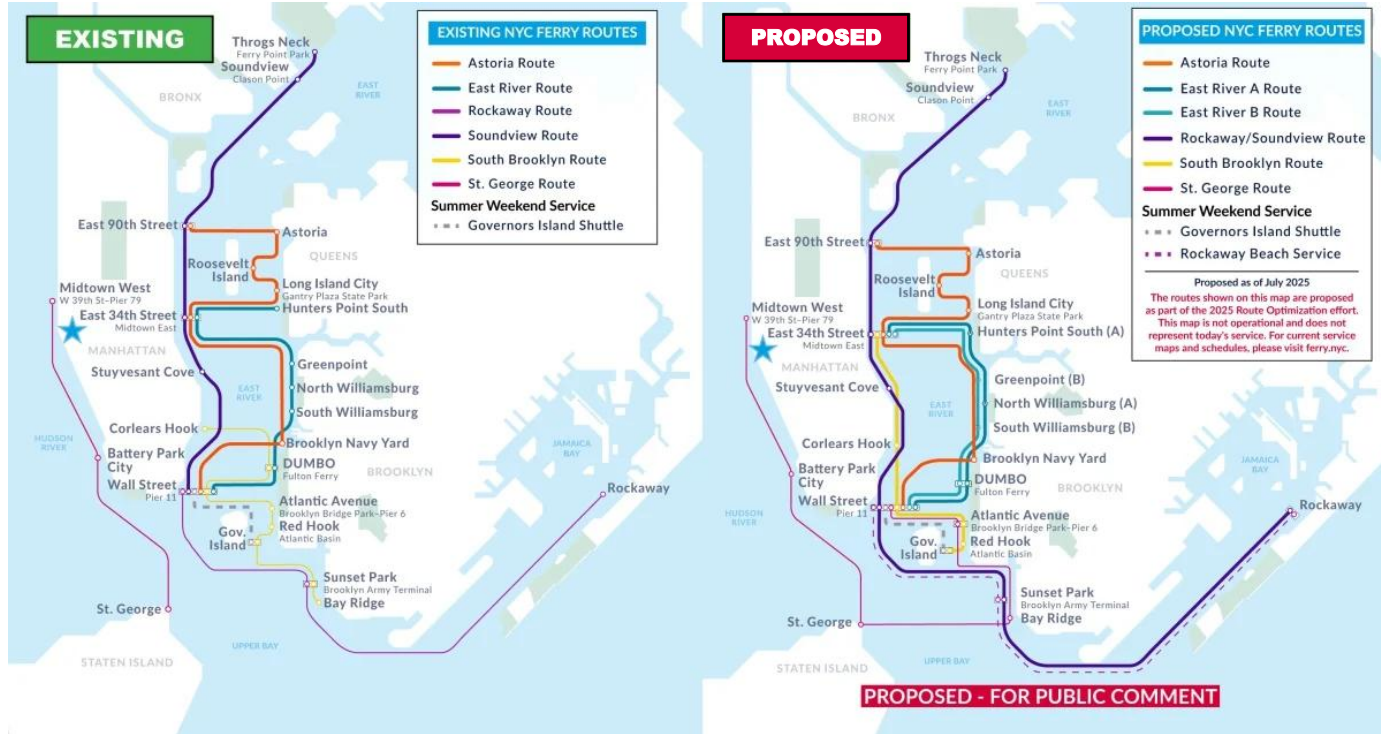 EXISTING
EXISTING NYC FERRY ROUTES
Astoria Route
East River Route
Rockaway Route
Soundview Route
South Brooklyn Route
St. George Route
Summer Weekend Service
Governors Island Shuttle
Throgs Neck
Ferry Point Park
Soundview
Clason Point
BRONX
EAST
RIVER
East 90th Street
Astoria
QUEENS
Roosevelt
Island
Long Island City
Gantry Plaza State Park
Hunters Point South
Midtown West
W 39th St-Pier 79
East 34th Street
Midtown East
MANHATTAN
Stuyvesant Cove
Greenpoint
EAST
RIVER
North Williamsburg
South Williamsburg
Corlears Hook
HUDSON
RIVER
Brooklyn Navy Yard
JAMAICA
BAY
Battery Park
City
DUMBO
Fulton Ferry
BROOKLYN
Wall Street
Pier 11
Rockaway
Atlantic Avenue
Brooklyn Bridge Park-Pier 6
Red Hook
Atlantic Basin
Gov.
Island
Sunset Park
Brooklyn Army Terminal
Bay Ridge
St. George
UPPER BAY
STATEN ISLAND
PROPOSED
PROPOSED NYC FERRY ROUTES
Astoria Route
East River A Route
East River B Route
Rockaway/Soundview Route
South Brooklyn Route
St. George Route
Summer Weekend Service
Governors Island Shuttle
Rockaway Beach Service
Proposed as of July 2025
The routes shown on this map are proposed
as part of the 2025 Route Optimization effort.
This map is not operational and does not
represent today's service. For current service
maps and schedules, please visit ferry.nyc.
Throgs Neck
Ferry Point Park
Soundview
Clason Point
BRONX
EAST
RIVER
East 90th Street
Astoria
QUEENS
Roosevelt
Island
Long Island City
Gantry Plaza State Park
Midtown West
W 39th St-Pier 79
East 34th Street
Midtown East
Hunters Point South (A)
MANHATTAN
Stuyvesant Cove
Greenpoint (B)
EAST
RIVER
North Williamsburg (A)
South Williamsburg (B)
Corlears Hook
Brooklyn Navy Yard
JAMAICA
BAY
Battery Park
City
DUMBO
Fulton Ferry
BROOKLYN
Wall Street
Pier 11
Rockaway
HUDSON
RIVER
Atlantic Avenue
Brooklyn Bridge Park-Pier 6
Red Hook
Atlantic Basin
Gov.
Island
Sunset Park
Brooklyn Army Terminal
Bay Ridge
St. George
UPPER BAY
STATEN ISLAND
PROPOSED - FOR PUBLIC COMMENT